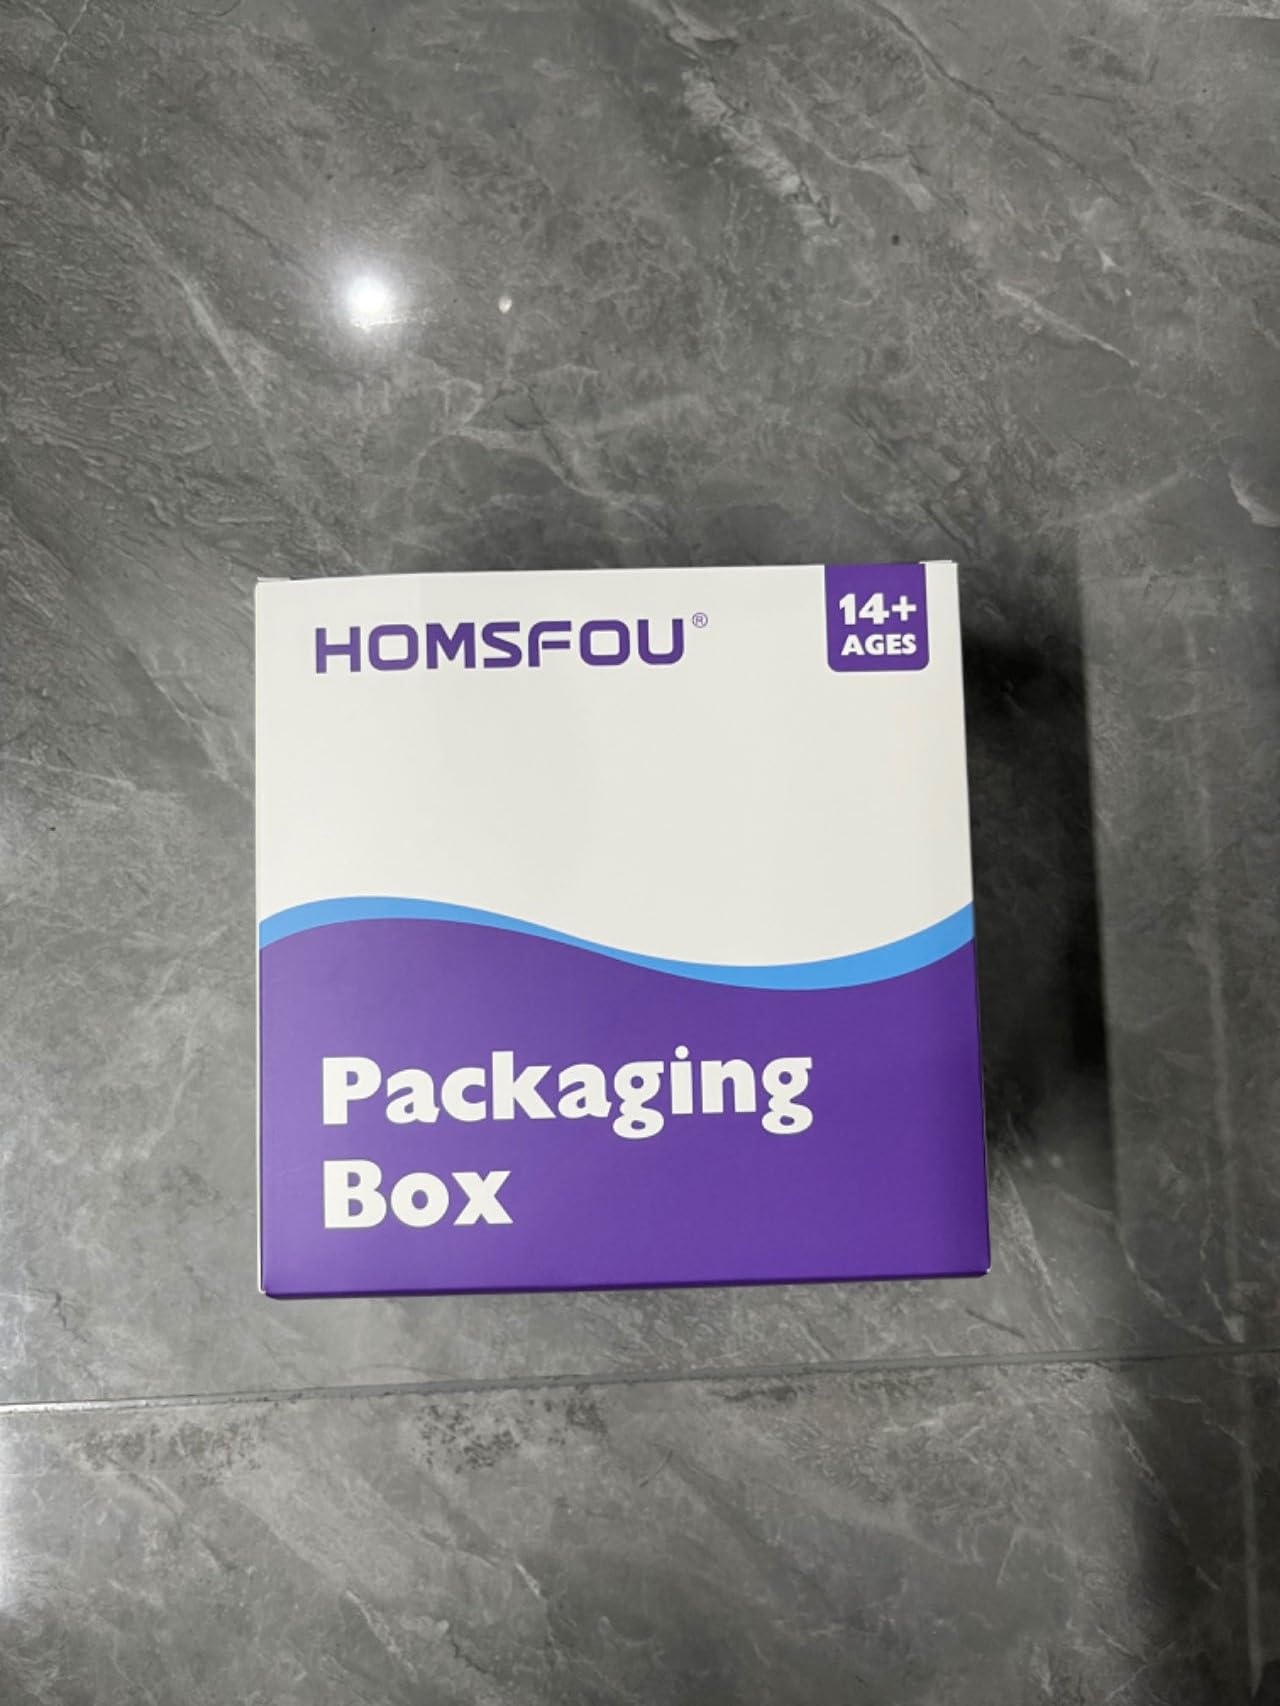 HOMSFOU®
14+
AGES
Packaging
Box